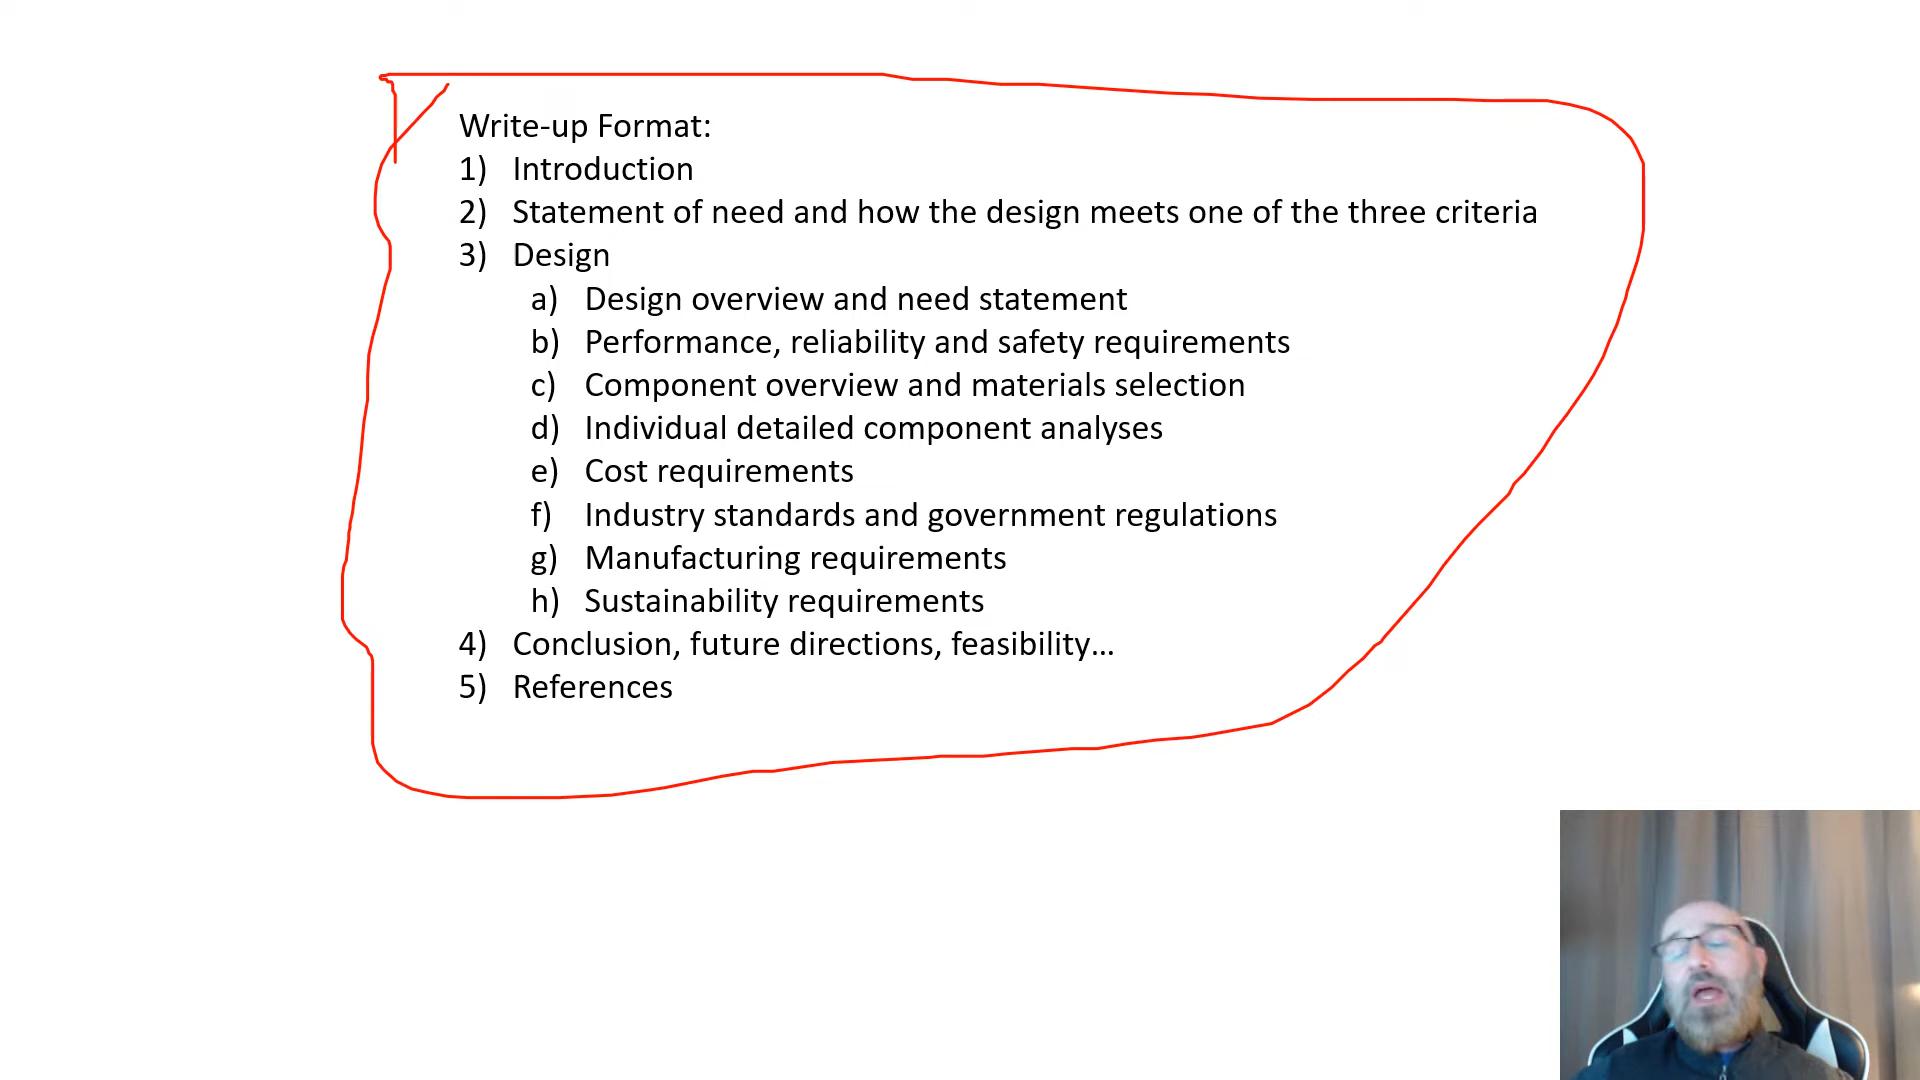 Write-up Format:
1) Introduction
2) Statement of need and how the design meets one of the three criteria
3) Design
a) Design overview and need statement
b) Performance, reliability and safety requirements
c) Component overview and materials selection
d) Individual detailed component analyses
e) Cost requirements
f) Industry standards and government regulations
g) Manufacturing requirements
h) Sustainability requirements
4) Conclusion, future directions, feasibility…
5) References